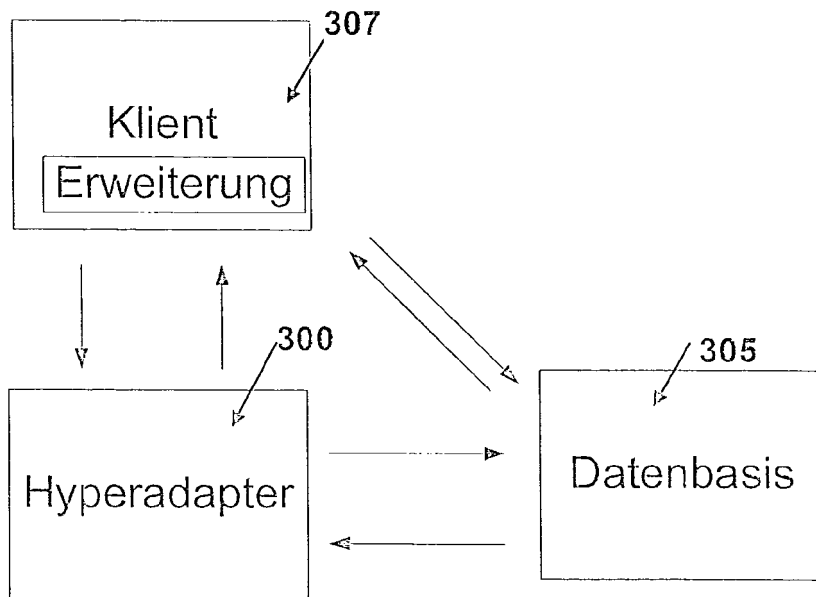 307
Klient
Erweiterung
300
305
Hyperadapter
Datenbasis